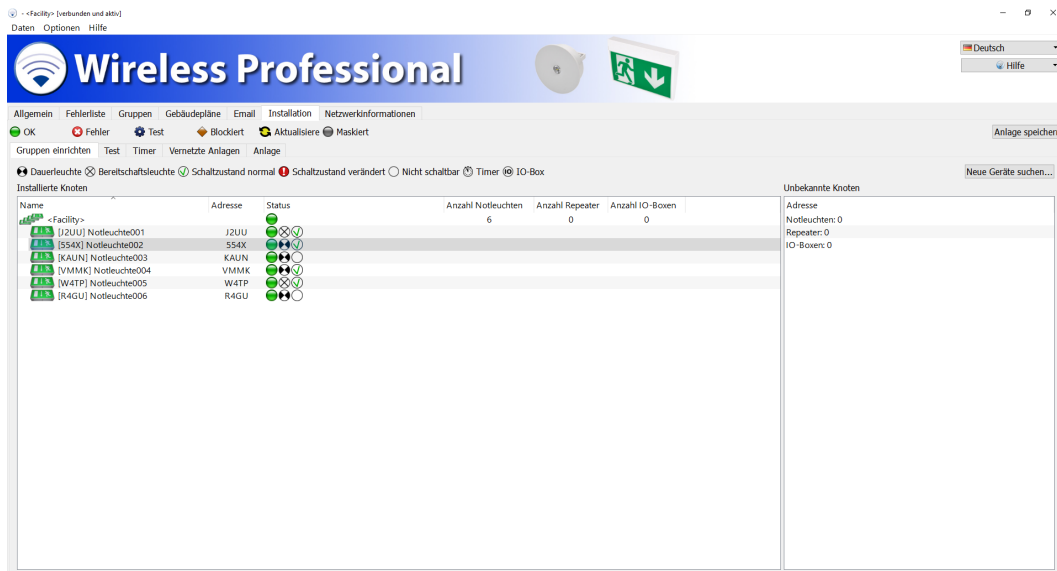 - <Facility> [verbunden und aktiv]
Daten Optionen Hilfe
Wireless Professional
Deutsch
Hilfe
Allgemein Fehlerliste Gruppen Gebäudepläne Email Installation Netzwerkinformationen
OK Fehler Test Blockiert Aktualisiere Maskiert
Anlage speichern
Gruppen einrichten Test Timer Vernetzte Anlagen Anlage
Dauerleuchte Bereitschaftsleuchte Schaltzustand normal Schaltzustand verändert Nicht schaltbar Timer IO IO-Box
Neue Geräte suchen...
Installierte Knoten
Unbekannte Knoten
Name Adresse Status Anzahl Notleuchten Anzahl Repeater Anzahl IO-Boxen
Adresse
<Facility> 6 0 0
Notleuchten: 0
[J2UU] Notleuchte001 J2UU
Repeater: 0
[554X] Notleuchte002 554X
IO-Boxen: 0
[KAUN] Notleuchte003 KAUN
[VMMK] Notleuchte004 VMMK
[W4TP] Notleuchte005 W4TP
[R4GU] Notleuchte006 R4GU